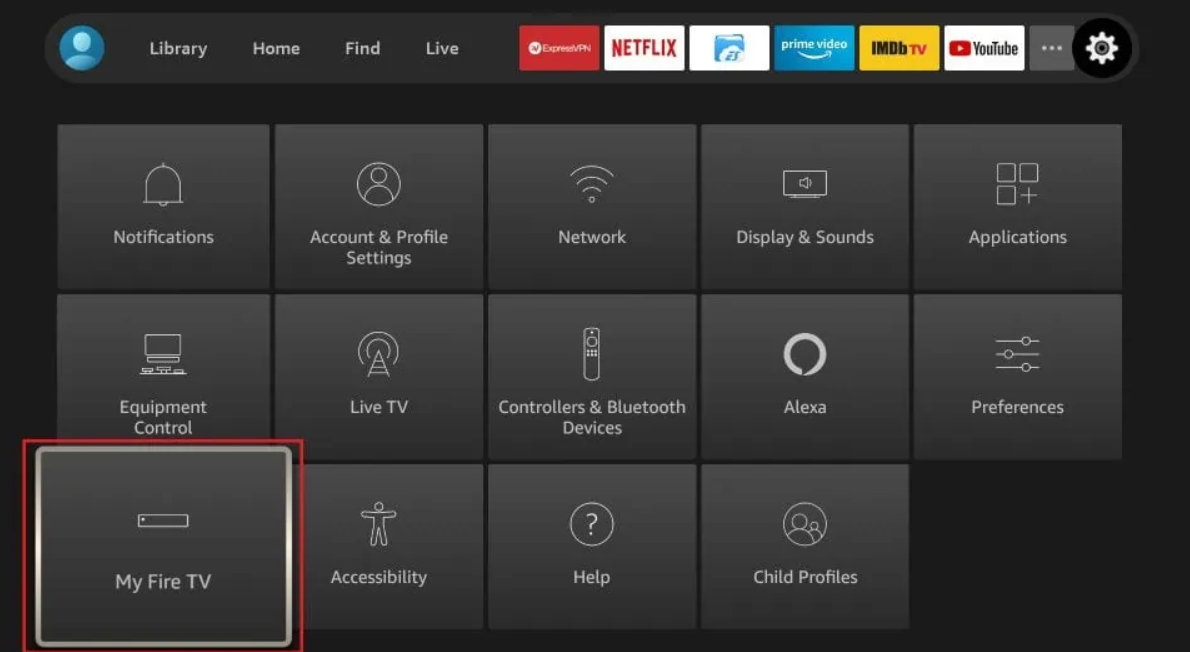 Library Home Find Live ExpressVPN NETFLIX ES prime video IMDb TV YouTube
Notifications
Account & Profile
Settings
Network
Display & Sounds
Applications
Equipment
Control
Live TV
Controllers & Bluetooth
Devices
Alexa
Preferences
My Fire TV
Accessibility
?
Help
Child Profiles